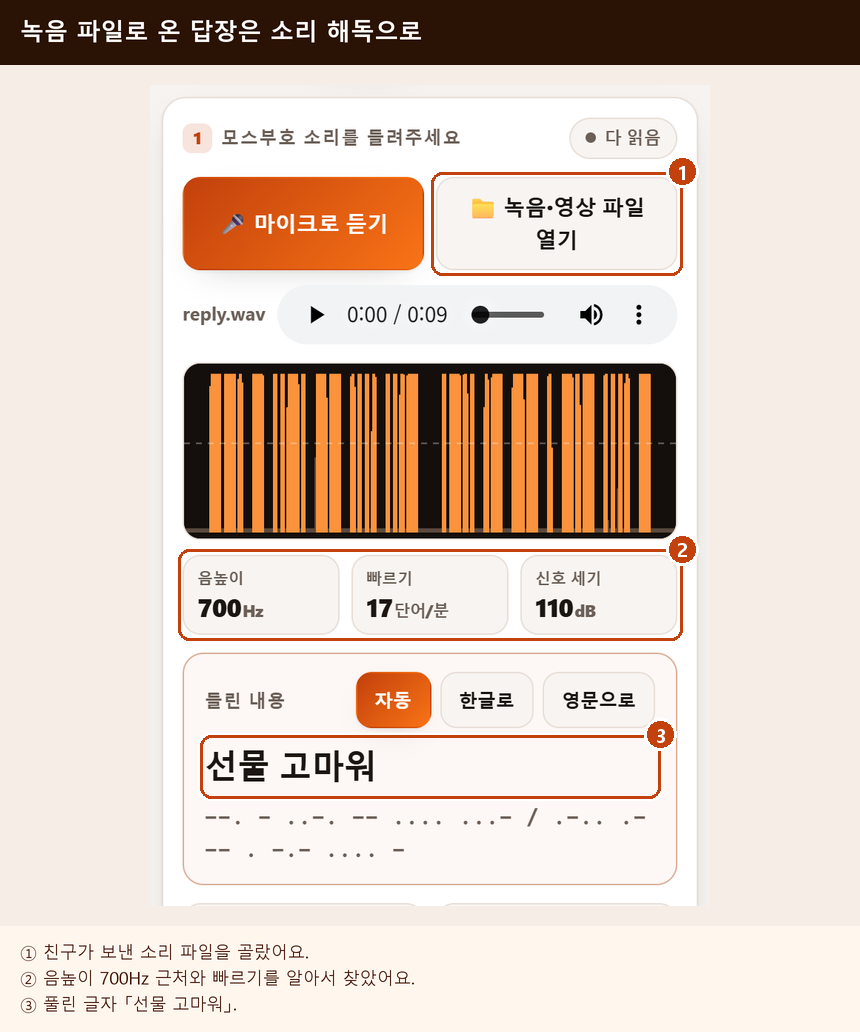 녹음 파일로 온 답장은 소리 해독으로
1 모스부호 소리를 들려주세요
다 읽음
1
마이크로 듣기
녹음·영상 파일
열기
reply.wav
0:00 / 0:09
2
음높이
700Hz
빠르기
17단어/분
신호 세기
110dB
들린 내용
자동
한글로
영문으로
3
선물 고마워
--. - ..-. -- .... ...- / .-.. .-
-- . -.- .... -
① 친구가 보낸 소리 파일을 골랐어요.
② 음높이 700Hz 근처와 빠르기를 알아서 찾았어요.
③ 풀린 글자 「선물 고마워」.